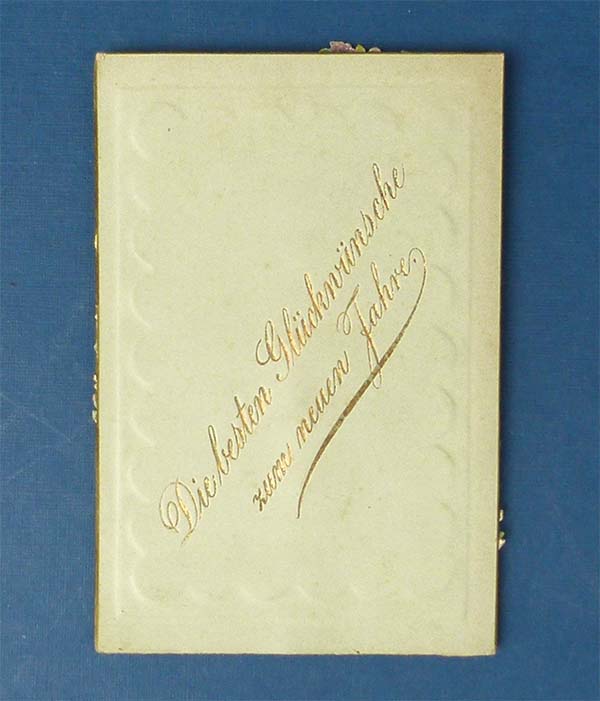 Die besten Glückwünsche
zum neuen Jahre.